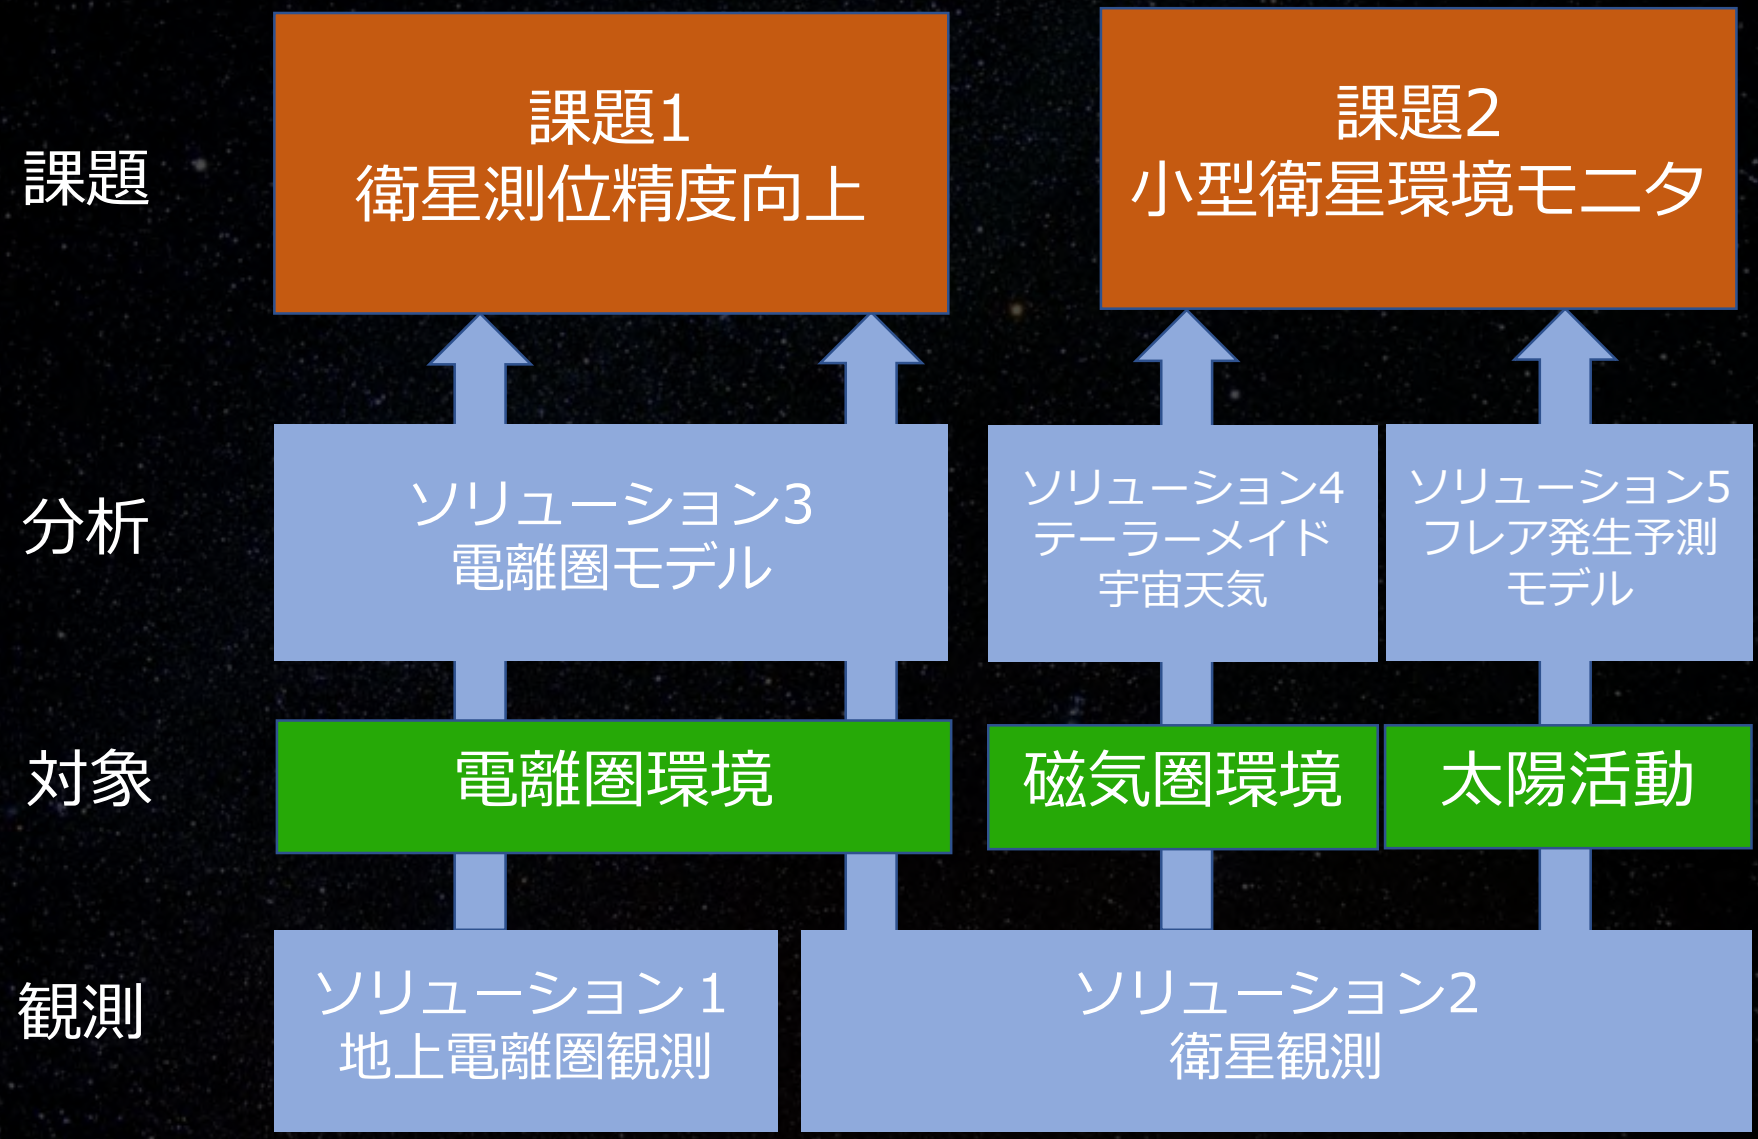 課題
課題1
衛星測位精度向上
課題2
小型衛星環境モニタ
分析
ソリューション3
電離圏モデル
ソリューション4
テーラーメイド
宇宙天気
ソリューション5
フレア発生予測
モデル
対象
電離圏環境
磁気圏環境
太陽活動
観測
ソリューション１
地上電離圏観測
ソリューション2
衛星観測